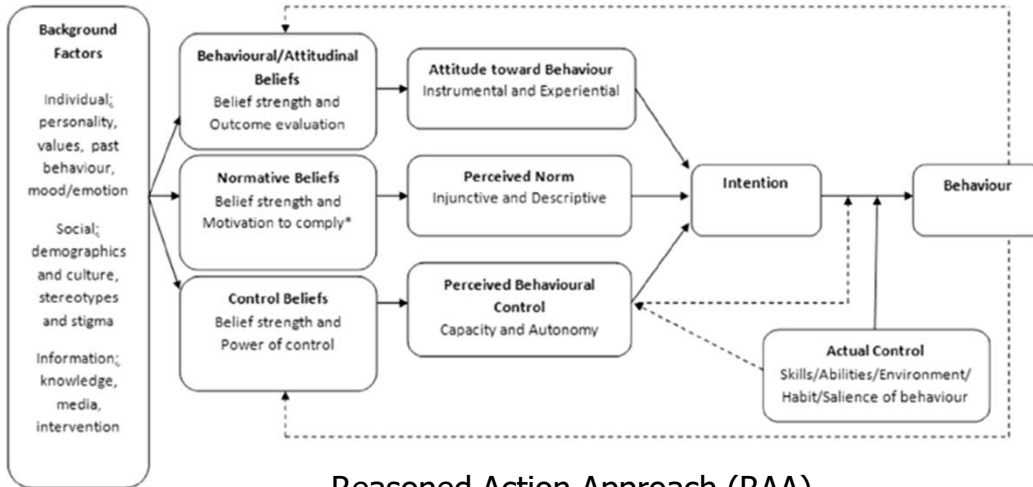 Background
Factors
Individual;
personality,
values, past
behaviour,
mood/emotion
Social;
demographics
and culture,
stereotypes
and stigma
Information;
knowledge,
media,
intervention
Behavioural/Attitudinal
Beliefs
Belief strength and
Outcome evaluation
Normative Beliefs
Belief strength and
Motivation to comply*
Control Beliefs
Belief strength and
Power of control
Attitude toward Behaviour
Instrumental and Experiential
Perceived Norm
Injunctive and Descriptive
Perceived Behavioural
Control
Capacity and Autonomy
Intention
Behaviour
Actual Control
Skills/Abilities/Environment/
Habit/Salience of behaviour
Reasoned Action Approach (RAA)